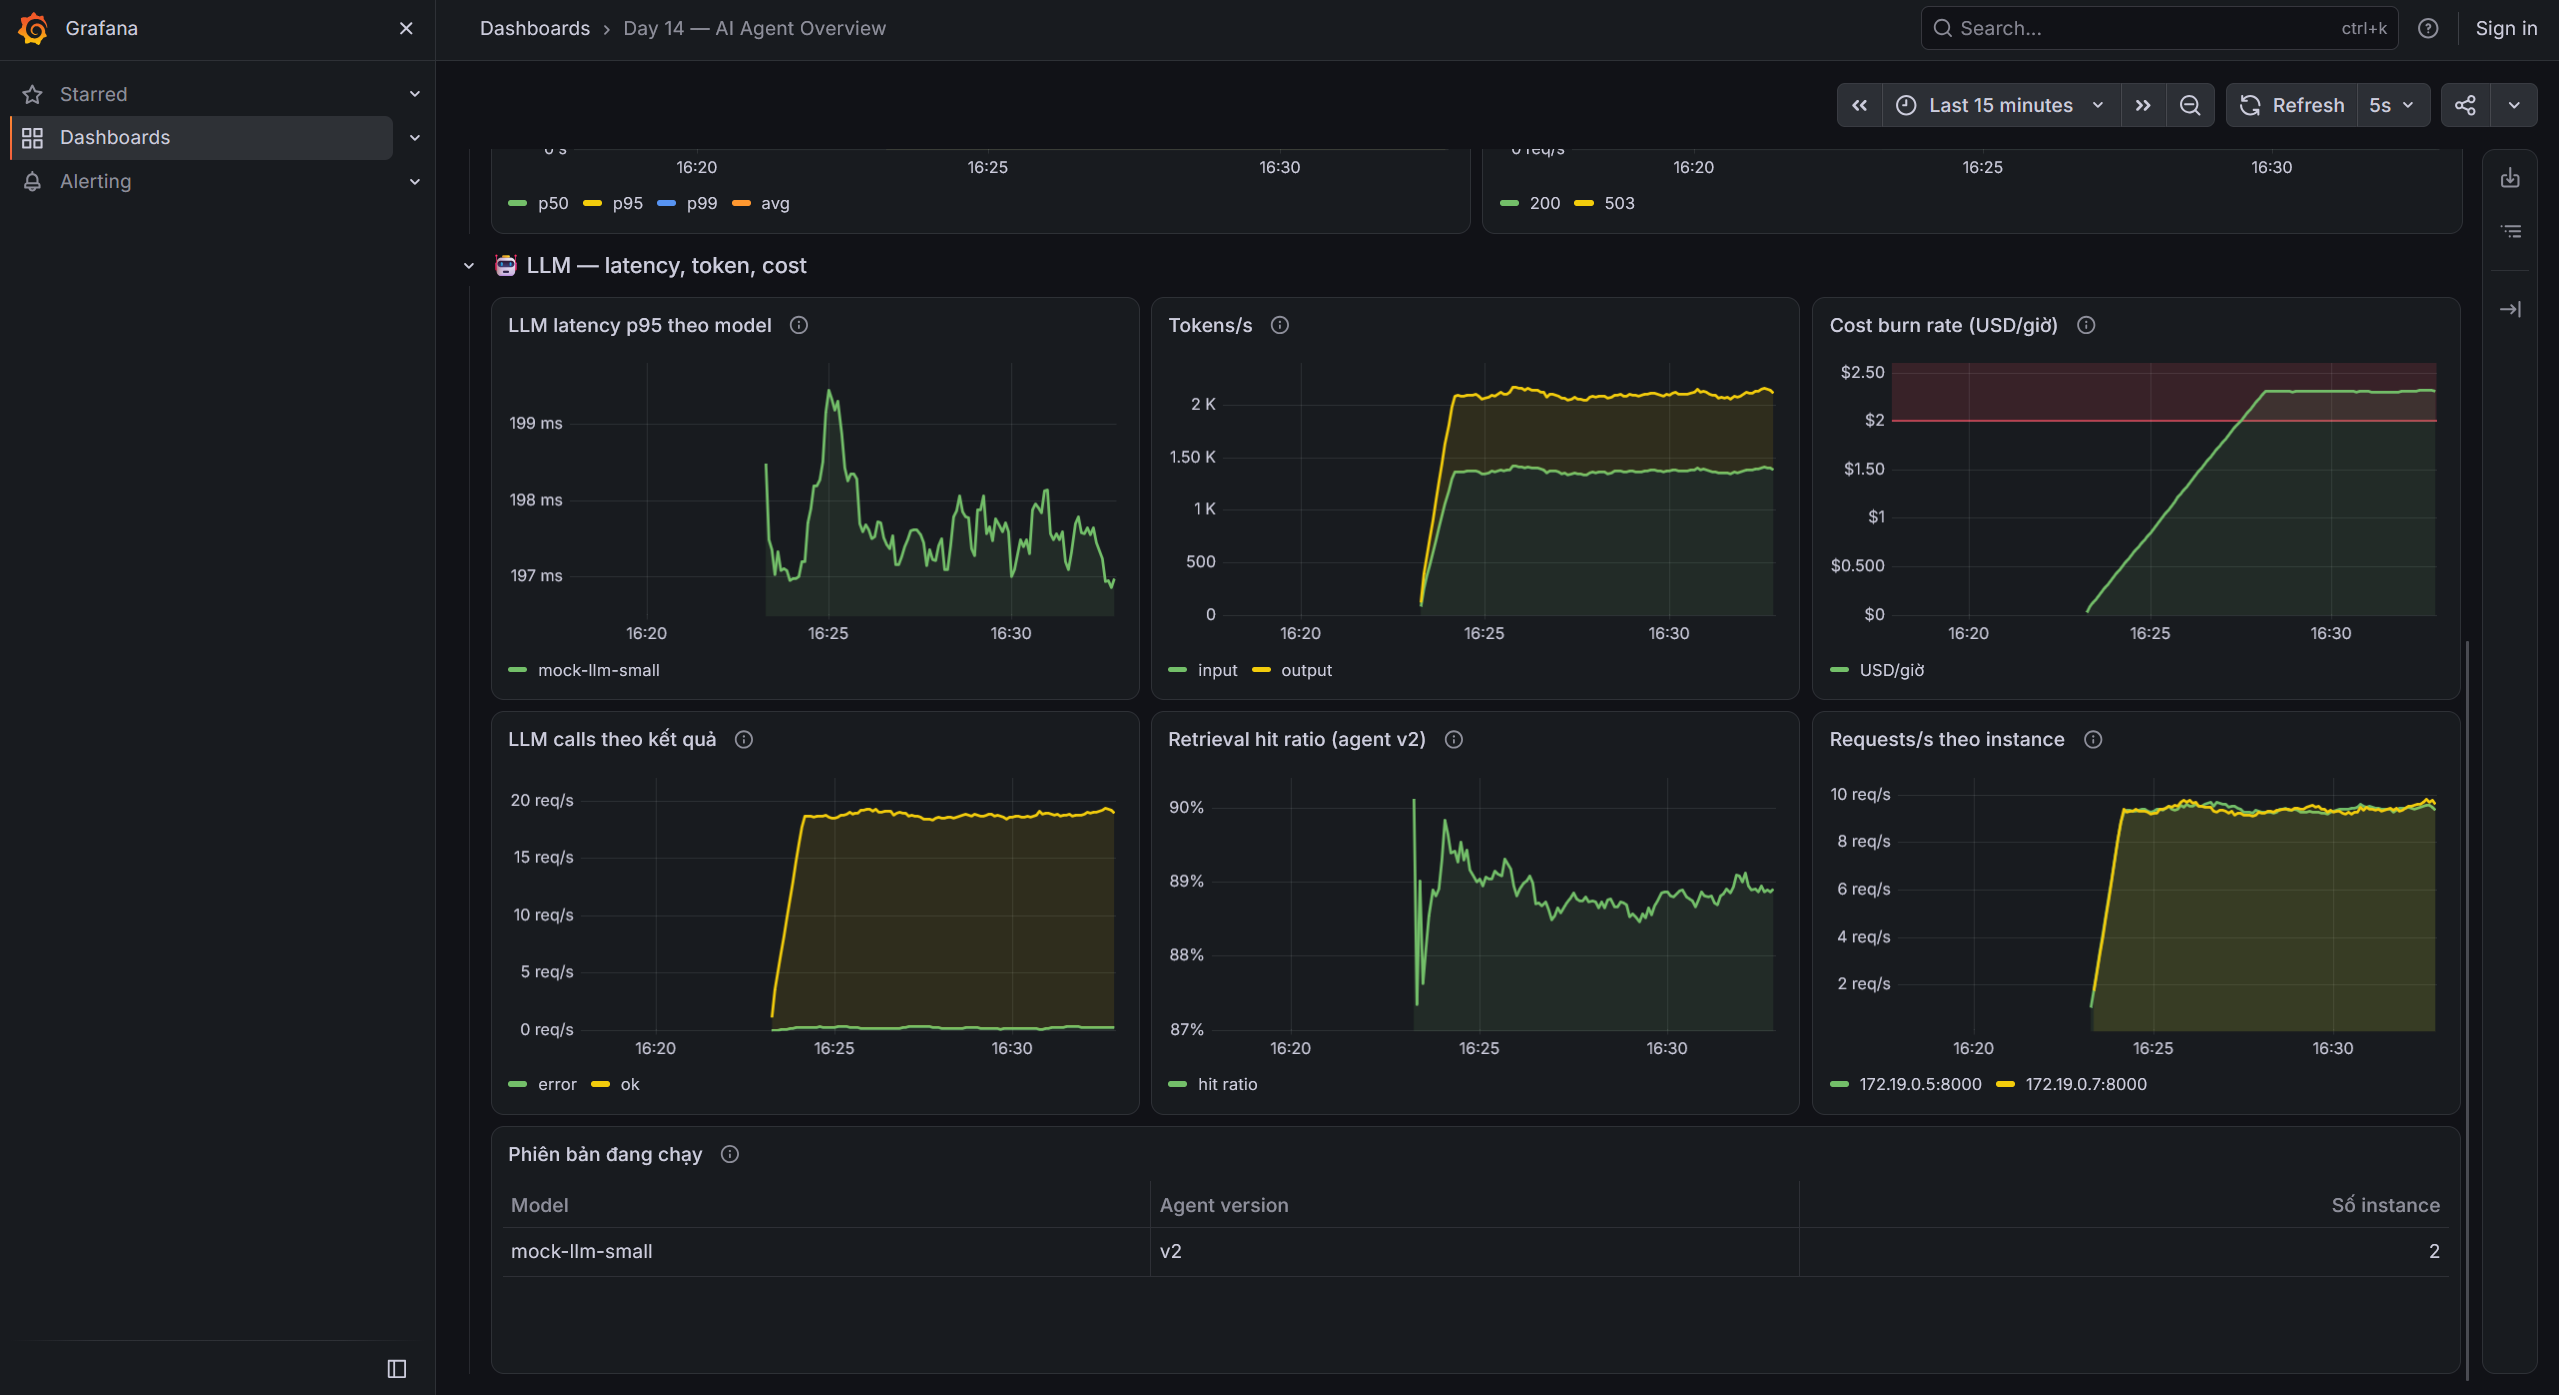 Grafana
Dashboards › Day 14 — AI Agent Overview
Search... ctrl+k
Sign in
Starred
Dashboards
Alerting
Last 15 minutes
Refresh 5s
0 s
16:20 16:25 16:30
p50 p95 p99 avg
0 req/s
16:20 16:25 16:30
200 503
LLM — latency, token, cost
LLM latency p95 theo model
199 ms
198 ms
197 ms
16:20 16:25 16:30
mock-llm-small
Tokens/s
2 K
1.50 K
1 K
500
0
16:20 16:25 16:30
input output
Cost burn rate (USD/giờ)
$2.50
$2
$1.50
$1
$0.500
$0
16:20 16:25 16:30
USD/giờ
LLM calls theo kết quả
20 req/s
15 req/s
10 req/s
5 req/s
0 req/s
16:20 16:25 16:30
error ok
Retrieval hit ratio (agent v2)
90%
89%
88%
87%
16:20 16:25 16:30
hit ratio
Requests/s theo instance
10 req/s
8 req/s
6 req/s
4 req/s
2 req/s
16:20 16:25 16:30
172.19.0.5:8000 172.19.0.7:8000
Phiên bản đang chạy
Model Agent version Số instance
mock-llm-small v2 2